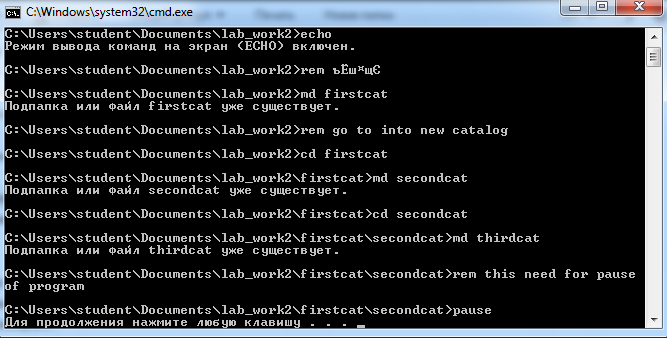 C:\Windows\system32\cmd.exe
C:\Users\student\Documents\lab_work2>echo
Режим вывода команд на экран (ECHO) включен.
C:\Users\student\Documents\lab_work2>rem ъЁш¤щЄ
C:\Users\student\Documents\lab_work2>md firstcat
Подпапка или файл firstcat уже существует.
C:\Users\student\Documents\lab_work2>rem go to into new catalog
C:\Users\student\Documents\lab_work2>cd firstcat
C:\Users\student\Documents\lab_work2\firstcat>md secondcat
Подпапка или файл secondcat уже существует.
C:\Users\student\Documents\lab_work2\firstcat>cd secondcat
C:\Users\student\Documents\lab_work2\firstcat\secondcat>md thirdcat
Подпапка или файл thirdcat уже существует.
C:\Users\student\Documents\lab_work2\firstcat\secondcat>rem this need for pause
of program
C:\Users\student\Documents\lab_work2\firstcat\secondcat>pause
Для продолжения нажмите любую клавишу . . .